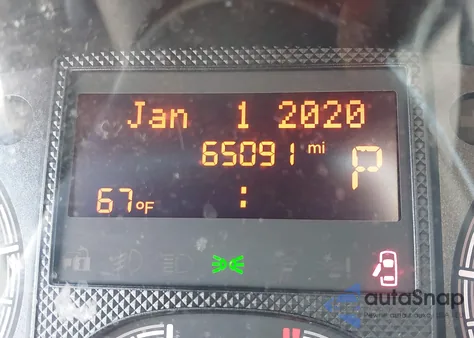 Jan 1 2020
65091 mi
P
67°F :
autoSnap